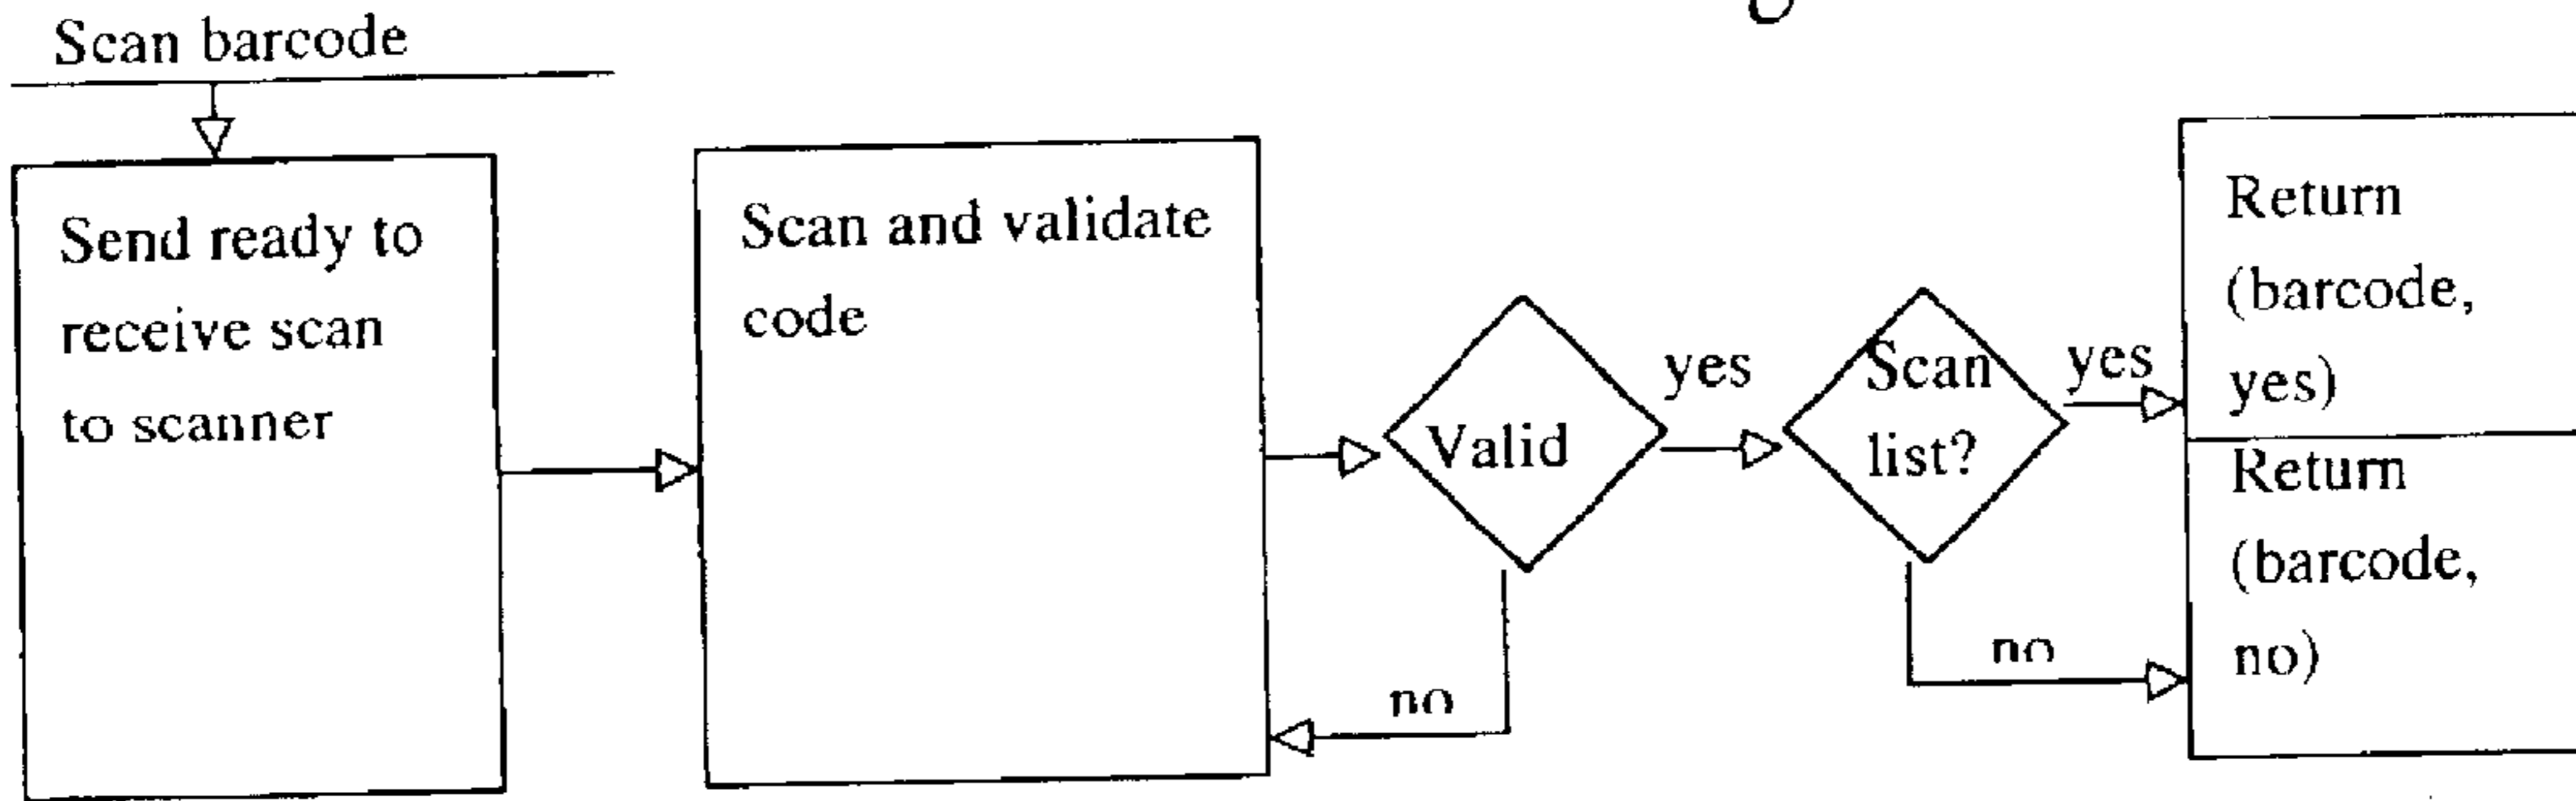 Scan barcode
Send ready to
receive scan
to scanner
Scan and validate
code
Valid
yes
no
Scan
list?
yes
no
Return
(barcode,
yes)
Return
(barcode,
no)